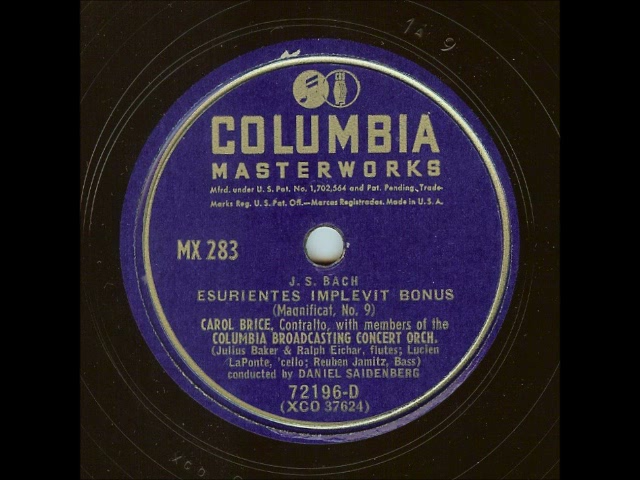 14 9
COLUMBIA
MASTERWORKS
Mfrd. under U. S. Pat. No. 1,702,564 and Pat. Pending. Trade-
Marks Reg. U. S. Pat. Off.—Marcas Registradas. Made in U. S. A.
MX 283
J. S. BACH
ESURIENTES IMPLEVIT BONUS
(Magnificat, No. 9)
CAROL BRICE, Contralto, with members of the
COLUMBIA BROADCASTING CONCERT ORCH.
(Julius Baker & Ralph Eichar, flutes; Lucien
LaPonte, 'cello; Reuben Jamitz, Bass)
conducted by DANIEL SAIDENBERG
72196-D
(XCO 37624)